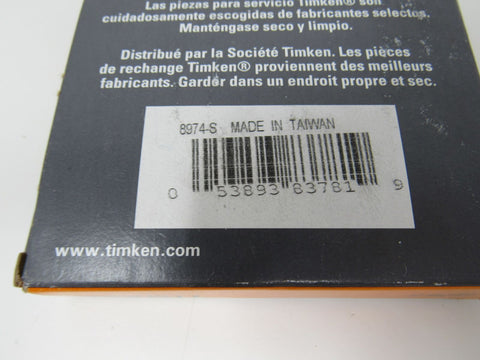 Las piezas para servicio Timken® son
cuidadosamente escogidas de fabricantes selectos.
Manténgase seco y limpio.
Distribué par la Société Timken. Les pièces
de rechange Timken® proviennent des meilleurs
fabricants. Garder dans un endroit propre et sec.
8974-S MADE IN TAIWAN
0 53893 83781 9
www.timken.com